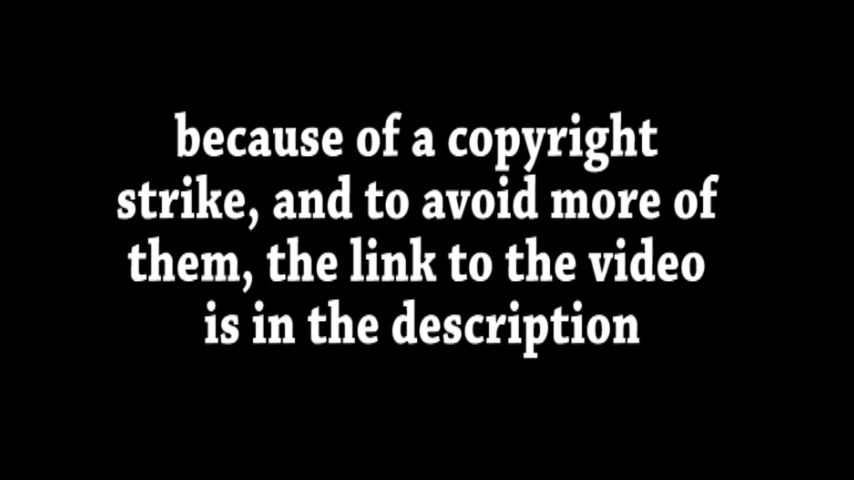 because of a copyright
strike, and to avoid more of
them, the link to the video
is in the description